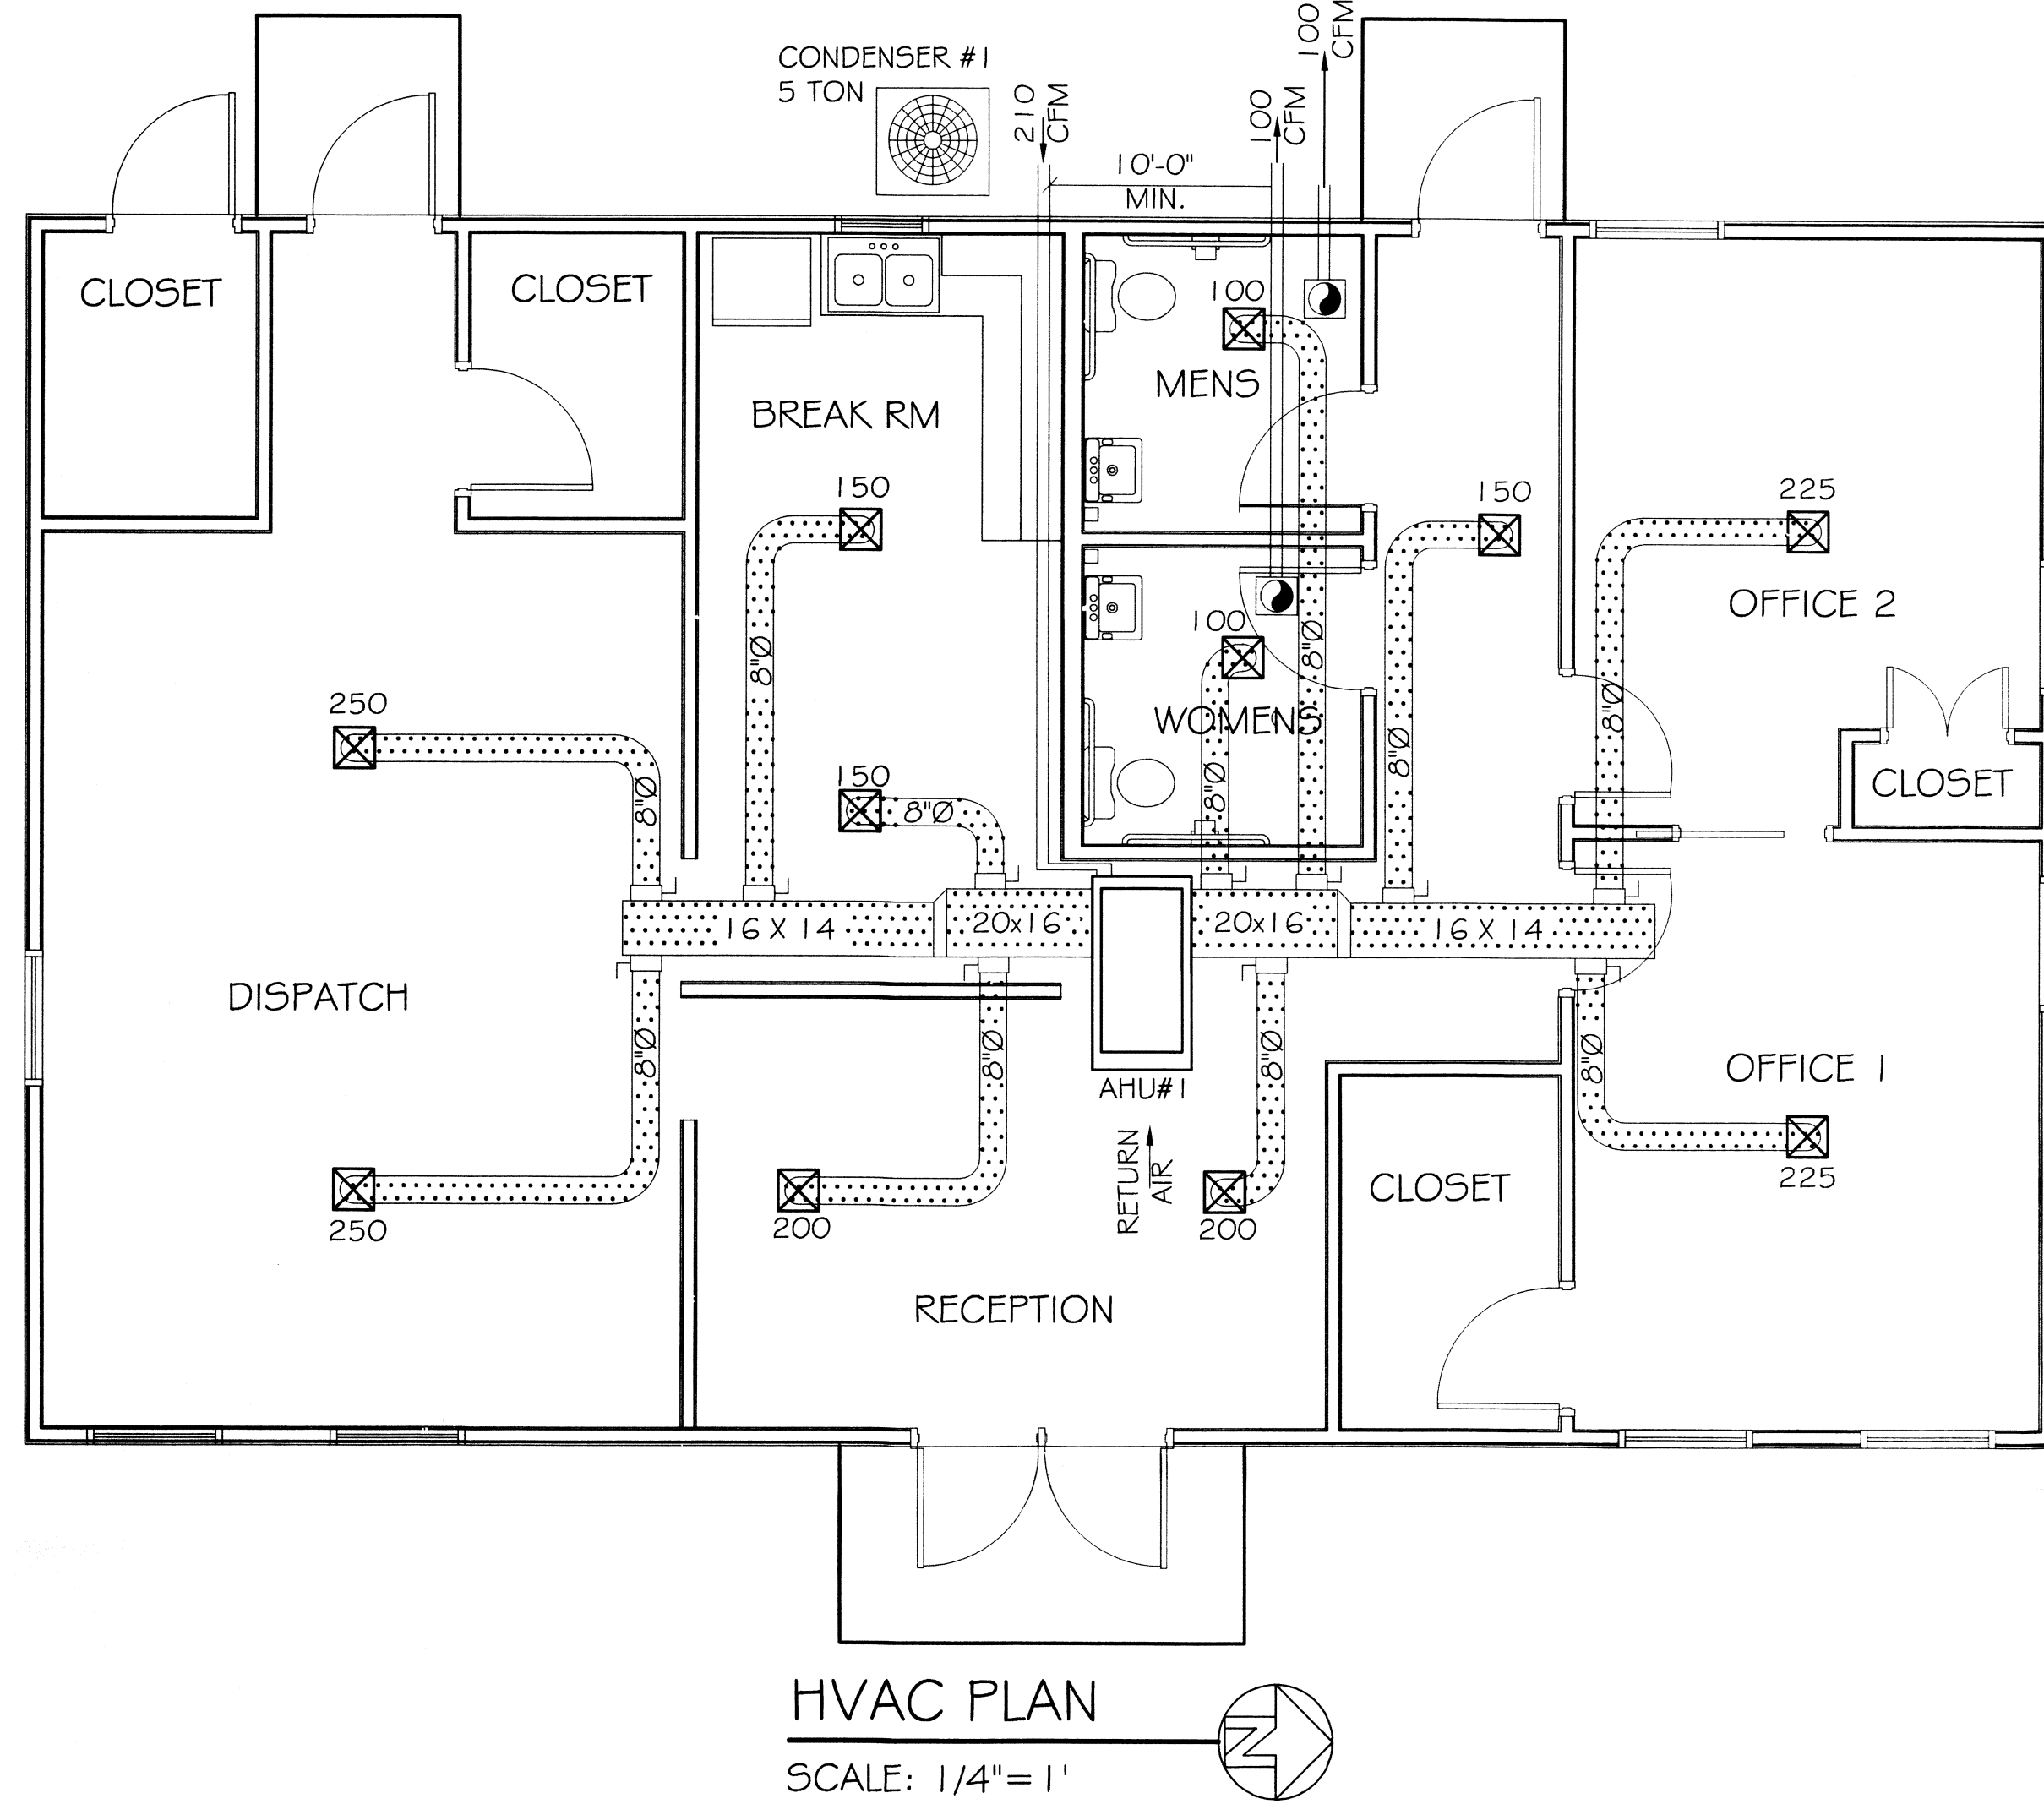 CONDENSER #1
5 TON
210
CFM
100
CFM
100
CFM
10'-0"
MIN.
CLOSET
CLOSET
BREAK RM
100
MENS
150
150
225
OFFICE 2
8"Ø
100
8"Ø
WOMENS
8"Ø
8"Ø
250
8"Ø
150
8"Ø
8"Ø
CLOSET
16 X 14
20x16
20x16
16 X 14
DISPATCH
8"Ø
8"Ø
8"Ø
8"Ø
OFFICE 1
AHU#1
RETURN
AIR
CLOSET
225
250
200
200
RECEPTION
HVAC PLAN
N
SCALE: 1/4"=1'